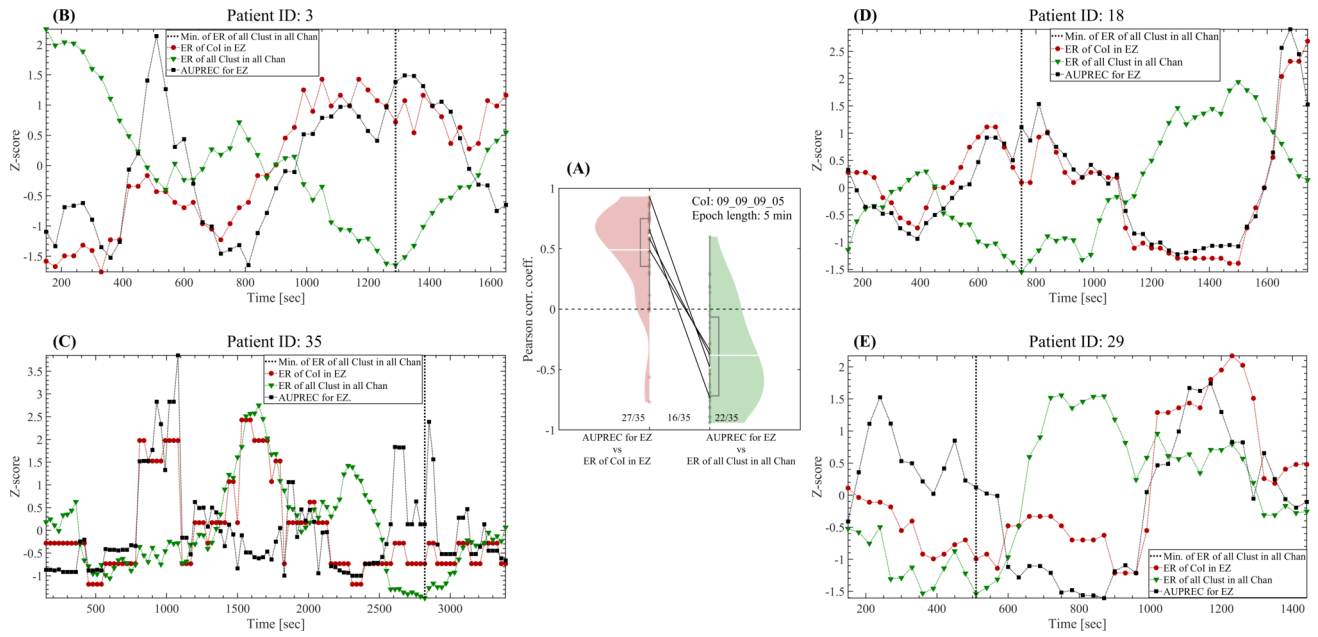 (B)
Patient ID: 3
Min. of ER of all Clust in all Chan
ER of CoI in EZ
ER of all Clust in all Chan
AUPREC for EZ
Z-score
2
1.5
1
0.5
0
-0.5
-1
-1.5
200 400 600 800 1000 1200 1400 1600
Time [sec]
(C)
Patient ID: 35
Min. of ER of all Clust in all Chan
ER of CoI in EZ
ER of all Clust in all Chan
AUPREC for EZ.
Z-score
3.5
3
2.5
2
1.5
1
0.5
0
-0.5
-1
500 1000 1500 2000 2500 3000
Time [sec]
(A)
CoI: 09_09_09_05
Epoch length: 5 min
Pearson corr. coeff.
1
0.5
0
-0.5
-1
27/35 16/35 22/35
AUPREC for EZ
vs
ER of CoI in EZ
AUPREC for EZ
vs
ER of all Clust in all Chan
(D)
Patient ID: 18
Min. of ER of all Clust in all Chan
ER of CoI in EZ
ER of all Clust in all Chan
AUPREC for EZ
Z-score
2.5
2
1.5
1
0.5
0
-0.5
-1
-1.5
200 400 600 800 1000 1200 1400 1600
Time [sec]
(E)
Patient ID: 29
Z-score
2
1.5
1
0.5
0
-0.5
-1
-1.5
Min. of ER of all Clust in all Chan
ER of CoI in EZ
ER of all Clust in all Chan
AUPREC for EZ
200 400 600 800 1000 1200 1400
Time [sec]